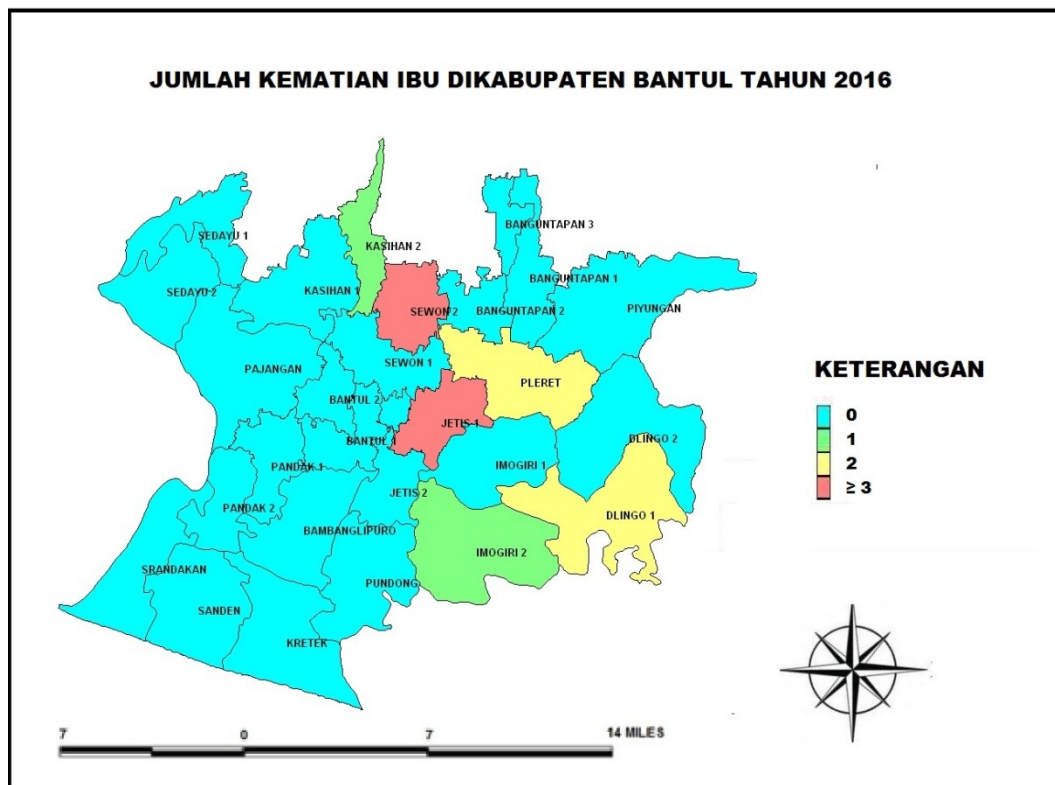 JUMLAH KEMATIAN IBU DIKABUPATEN BANTUL TAHUN 2016
SEDAYU 1
BANGUNTAPAN 3
KASIHAN 2
BANGUNTAPAN 1
SEDAYU 2
KASIHAN 1
SEWON 2
BANGUNTAPAN 2
PIYUNGAN
SEWON 1
PAJANGAN
PLERET
BANTUL 2
JETIS 1
BANTUL 1
DLINGO 2
PANDAK 1
IMOGIRI 1
JETIS 2
PANDAK 2
DLINGO 1
BAMBANGLIPURO
IMOGIRI 2
SRANDAKAN
PUNDONG
SANDEN
KRETEK
KETERANGAN
0
1
2
≥ 3
7 0 7 14 MILES